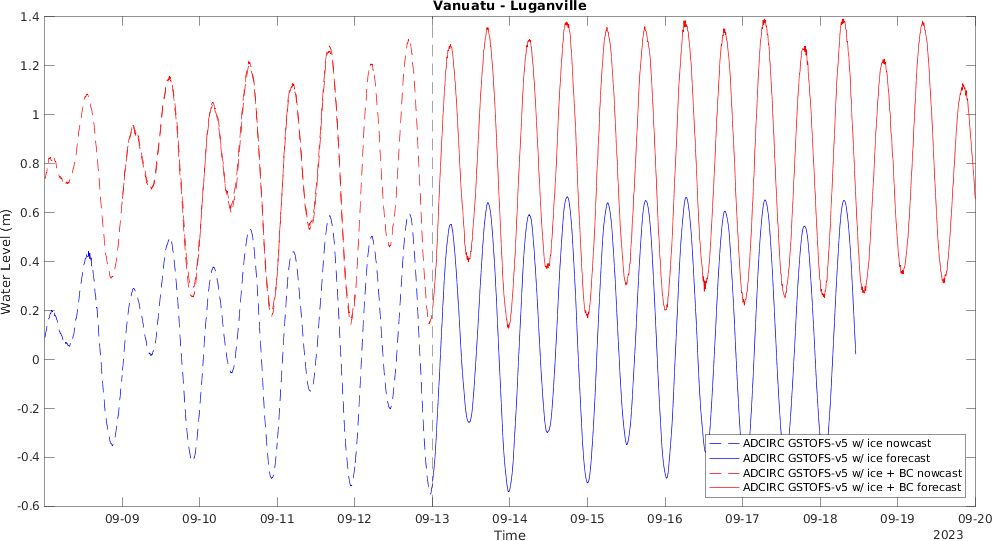 Vanuatu - Luganville
1.4
1.2
1
0.8
0.6
0.4
0.2
0
-0.2
-0.4
-0.6
Water Level (m)
ADCIRC GSTOFS-v5 w/ ice nowcast
ADCIRC GSTOFS-v5 w/ ice forecast
ADCIRC GSTOFS-v5 w/ ice + BC nowcast
ADCIRC GSTOFS-v5 w/ ice + BC forecast
09-09 09-10 09-11 09-12 09-13 09-14 09-15 09-16 09-17 09-18 09-19 09-20
Time
2023